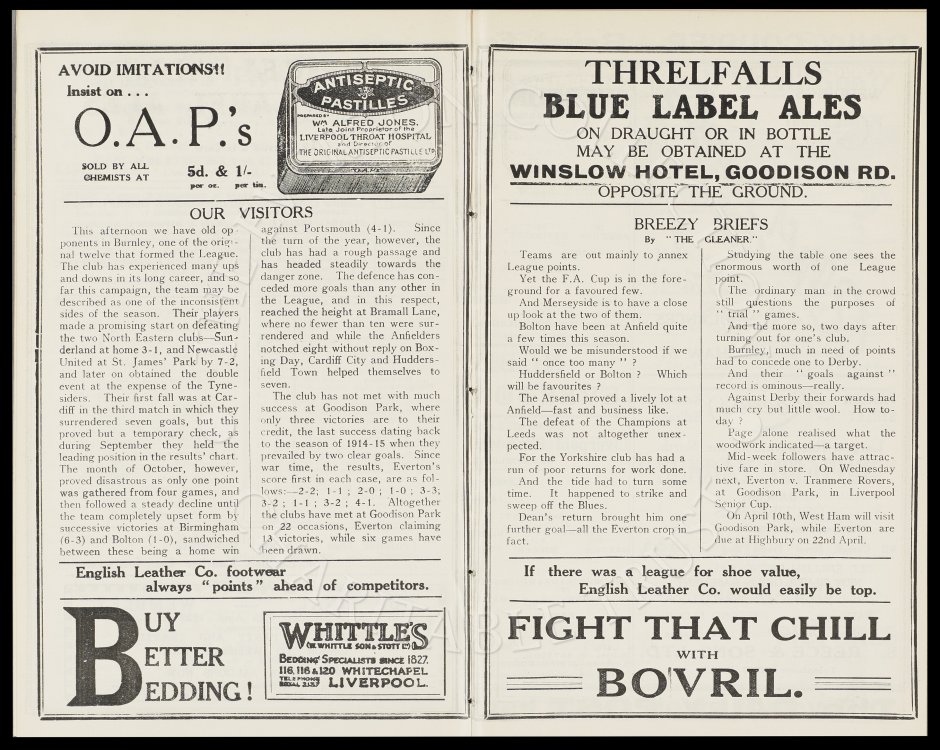 AVOID IMITATIONS!!
Insist on . . .
O.A.P.'s
SOLD BY ALL
CHEMISTS AT
5d. & 1/-
per oz. per tin.
ANTISEPTIC
PASTILLES
PREPARED BY
WM ALFRED JONES.
Late Joint Proprietor of the
LIVERPOOL THROAT HOSPITAL
and Director of
THE ORIGINAL ANTISEPTIC PASTILLE LTD
"OAP"
OUR VISITORS
This afternoon we have old op
ponents in Burnley, one of the origi-
nal twelve that formed the League.
The club has experienced many ups
and downs in its long career, and so
far this campaign, the team may be
described as one of the inconsistent
sides of the season. Their players
made a promising start on defeating
the two North Eastern clubs—Sun-
derland at home 3-1, and Newcastle
United at St. James' Park by 7-2,
and later on obtained the double
event at the expense of the Tyne-
siders. Their first fall was at Car-
diff in the third match in which they
surrendered seven goals, but this
proved but a temporary check, as
during September they held the
leading position in the results' chart.
The month of October, however,
proved disastrous as only one point
was gathered from four games, and
then followed a steady decline until
the team completely upset form by
successive victories at Birmingham
(6-3) and Bolton (1-0), sandwiched
between these being a home win
against Portsmouth (4-1). Since
the turn of the year, however, the
club has had a rough passage and
has headed steadily towards the
danger zone. The defence has con-
ceded more goals than any other in
the League, and in this respect,
reached the height at Bramall Lane,
where no fewer than ten were sur-
rendered and while the Anfielders
notched eight without reply on Box-
ing Day, Cardiff City and Hudders-
field Town helped themselves to
seven.
The club has not met with much
success at Goodison Park, where
only three victories are to their
credit, the last success dating back
to the season of 1914-15 when they
prevailed by two clear goals. Since
war time, the results, Everton's
score first in each case, are as fol-
lows:—2-2; 1-1 ; 2-0 ; 1-0 ; 3-3;
3-2 ; 1-1 ; 3-2 ; 4-1. Altogether
the clubs have met at Goodison Park
on 22 occasions, Everton claiming
13 victories, while six games have
been drawn.
English Leather Co. footwear
always "points" ahead of competitors.
BUY
BETTER
BEDDING!
WHITTLE'S
(W. WHITTLE SON & STOTT LTD)
BEDDING SPECIALISTS SINCE 1827.
116, 118 & 120 WHITECHAPEL
TELEPHONE
ROYAL 3137
LIVERPOOL.
THRELFALLS
BLUE LABEL ALES
ON DRAUGHT OR IN BOTTLE
MAY BE OBTAINED AT THE
WINSLOW HOTEL, GOODISON RD.
OPPOSITE THE GROUND.
BREEZY BRIEFS
By "THE GLEANER."
Teams are out mainly to annex
League points.
Yet the F.A. Cup is in the fore-
ground for a favoured few.
And Merseyside is to have a close
up look at the two of them.
Bolton have been at Anfield quite
a few times this season.
Would we be misunderstood if we
said " once too many " ?
Huddersfield or Bolton ? Which
will be favourites ?
The Arsenal proved a lively lot at
Anfield—fast and business like.
The defeat of the Champions at
Leeds was not altogether unex-
pected.
For the Yorkshire club has had a
run of poor returns for work done.
And the tide had to turn some
time. It happened to strike and
sweep off the Blues.
Dean's return brought him one
further goal—all the Everton crop in
fact.
Studying the table one sees the
enormous worth of one League
point.
The ordinary man in the crowd
still questions the purposes of
" trial " games.
And the more so, two days after
turning out for one's club.
Burnley, much in need of points
had to concede one to Derby.
And their " goals against "
record is ominous—really.
Against Derby their forwards had
much cry but little wool. How to-
day ?
Page alone realised what the
woodwork indicated—a target.
Mid-week followers have attrac-
tive fare in store. On Wednesday
next, Everton v. Tranmere Rovers,
at Goodison Park, in Liverpool
Senior Cup.
On April 10th, West Ham will visit
Goodison Park, while Everton are
due at Highbury on 22nd April.
If there was a league for shoe value,
English Leather Co. would easily be top.
FIGHT THAT CHILL
WITH
BOVRIL.